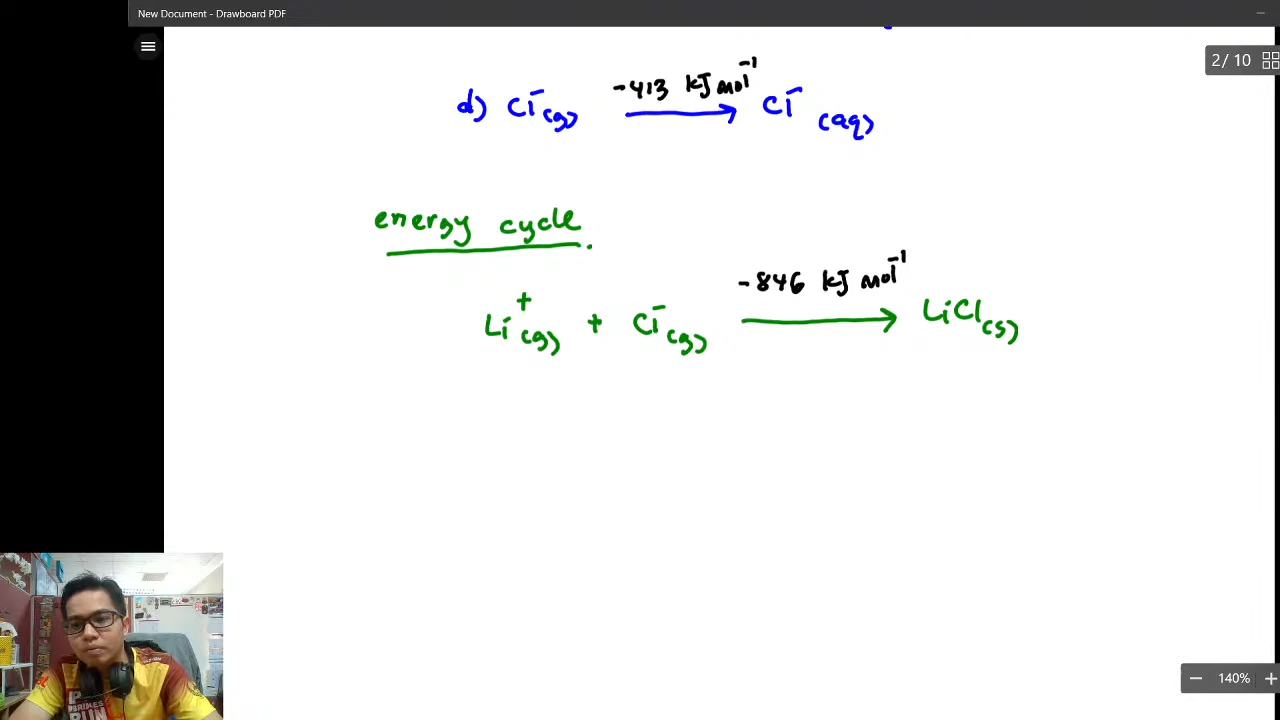 New Document - Drawboard PDF
2 / 10
d) Cl⁻(g) -413 kJ mol⁻¹ → Cl⁻ (aq)
energy cycle.
Li⁺(g) + Cl⁻(g) -846 kJ mol⁻¹ → LiCl(s)
140%